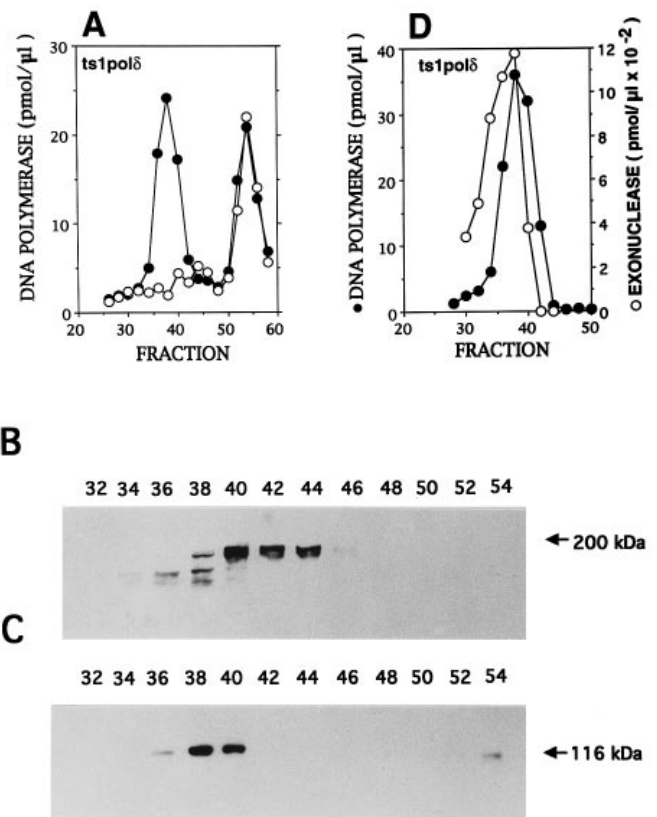 A
ts1polδ
DNA POLYMERASE (pmol/µl)
30
20
10
0
20 30 40 50 60
FRACTION
D
ts1polδ
● DNA POLYMERASE (pmol/µl)
40
30
20
10
0
20 30 40 50
FRACTION
12
10
8
6
4
2
0
○ EXONUCLEASE ( pmol/ µl x 10⁻²)
B
32 34 36 38 40 42 44 46 48 50 52 54
200 kDa
C
32 34 36 38 40 42 44 46 48 50 52 54
116 kDa